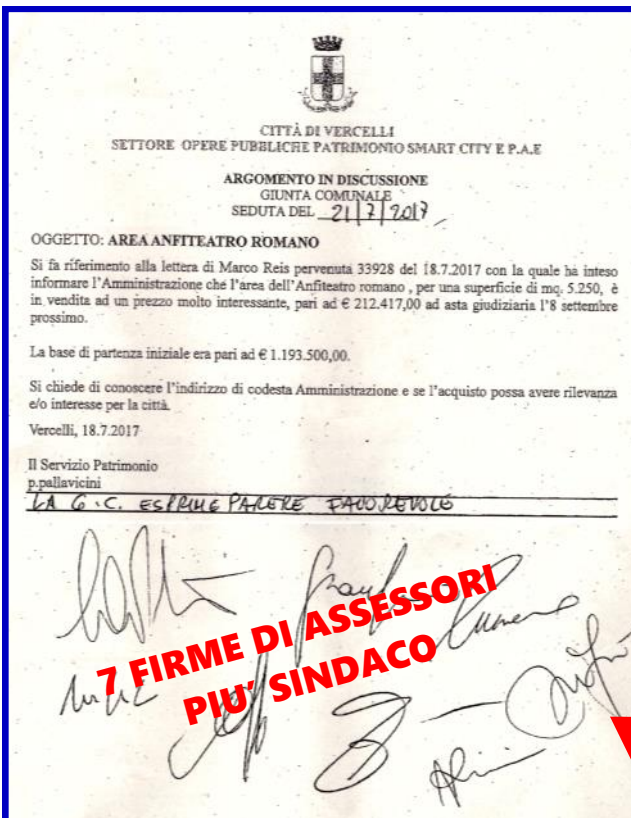 CITTÀ DI VERCELLI
SETTORE OPERE PUBBLICHE PATRIMONIO SMART CITY E P.A.E
ARGOMENTO IN DISCUSSIONE
GIUNTA COMUNALE
SEDUTA DEL 21/7/2017
OGGETTO: AREA ANFITEATRO ROMANO
Si fa riferimento alla lettera di Marco Reis pervenuta 33928 del 18.7.2017 con la quale ha inteso
informare l'Amministrazione che l'area dell'Anfiteatro romano , per una superficie di mq. 5.250, è
in vendita ad un prezzo molto interessante, pari ad € 212.417,00 ad asta giudiziaria l'8 settembre
prossimo.
La base di partenza iniziale era pari ad € 1.193.500,00.
Si chiede di conoscere l'indirizzo di codesta Amministrazione e se l'acquisto possa avere rilevanza
e/o interesse per la città.
Vercelli, 18.7.2017
Il Servizio Patrimonio
p.pallavicini
LA G.C. ESPRIME PARERE FAVOREVOLE
7 FIRME DI ASSESSORI
PIU' SINDACO